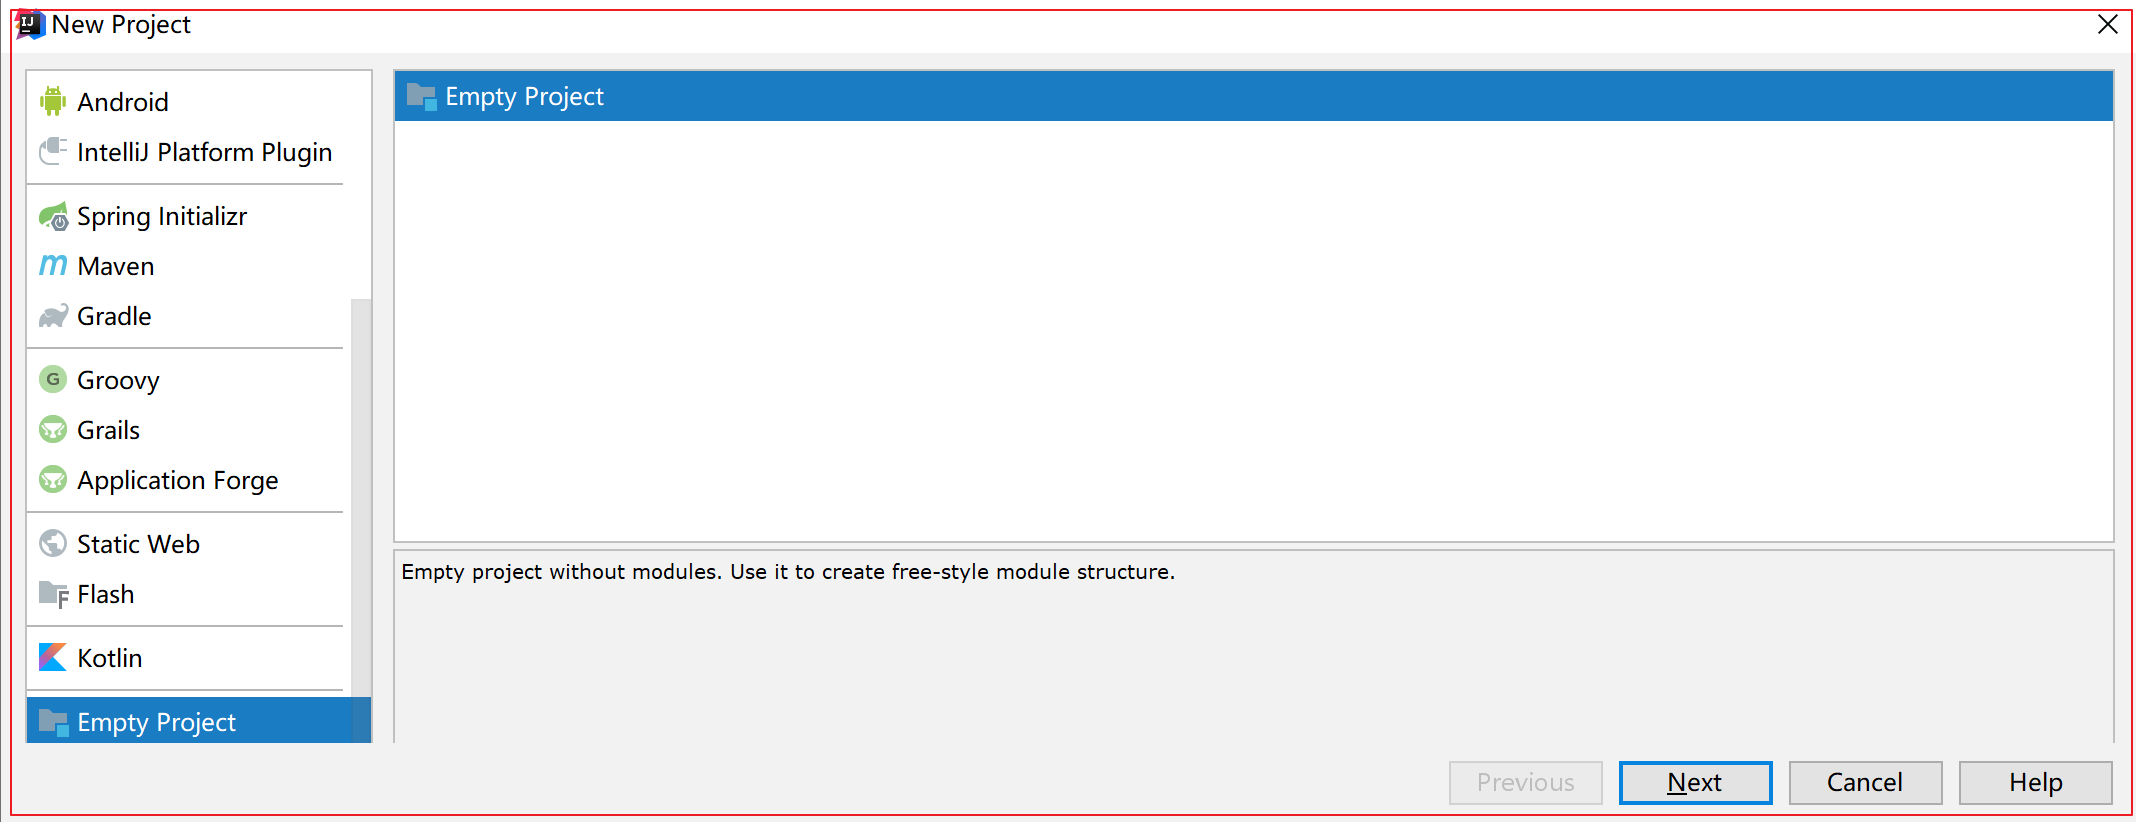 New Project
Android
IntelliJ Platform Plugin
Spring Initializr
Maven
Gradle
Groovy
Grails
Application Forge
Static Web
Flash
Kotlin
Empty Project
Empty Project
Empty project without modules. Use it to create free-style module structure.
Previous
Next
Cancel
Help